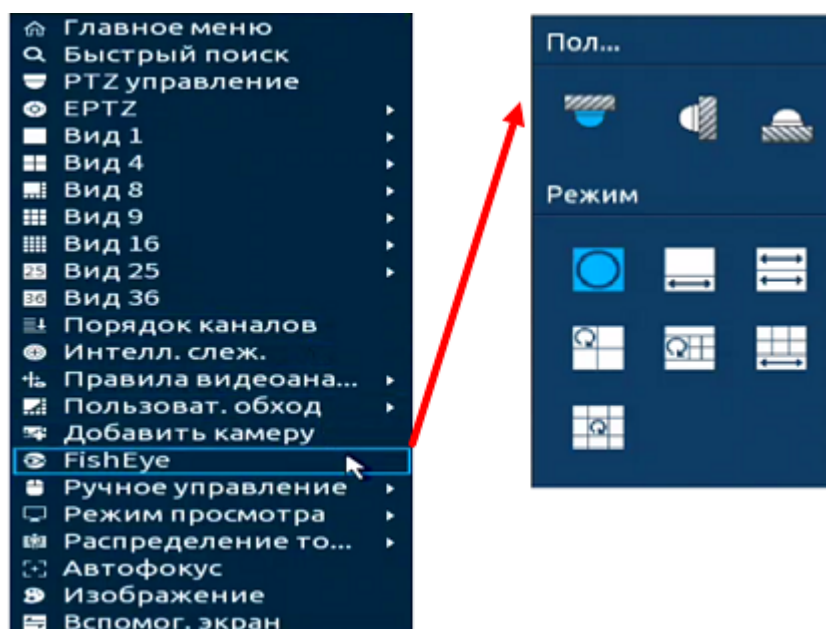 Главное меню
Быстрый поиск
PTZ управление
EPTZ
Вид 1
Вид 4
Вид 8
Вид 9
Вид 16
25 Вид 25
36 Вид 36
Порядок каналов
Интелл. слеж.
Правила видеоана...
Пользоват. обход
Добавить камеру
FishEye
Ручное управление
Режим просмотра
Распределение то...
Автофокус
Изображение
Вспомог. экран
Пол...
Режим